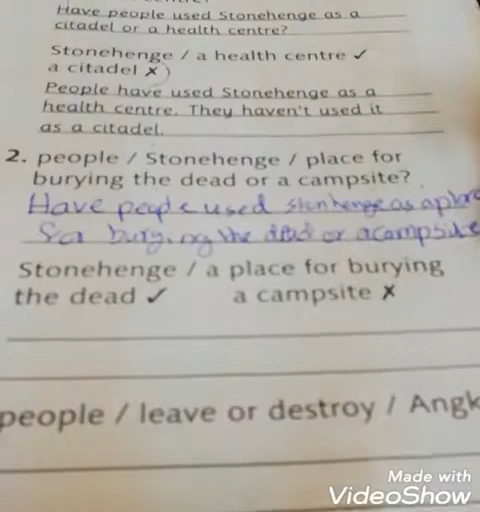 Have people used Stonehenge as a
citadel or a health centre?
Stonehenge / a health centre ✓
a citadel ✗
People have used Stonehenge as a
health centre. They haven't used it
as a citadel.
2. people / Stonehenge / place for
burying the dead or a campsite?
Have people used stonhenge as a place
for burying the dead or a campsite
Stonehenge / a place for burying
the dead ✓ a campsite ✗
people / leave or destroy / Angk
Made with
VideoShow